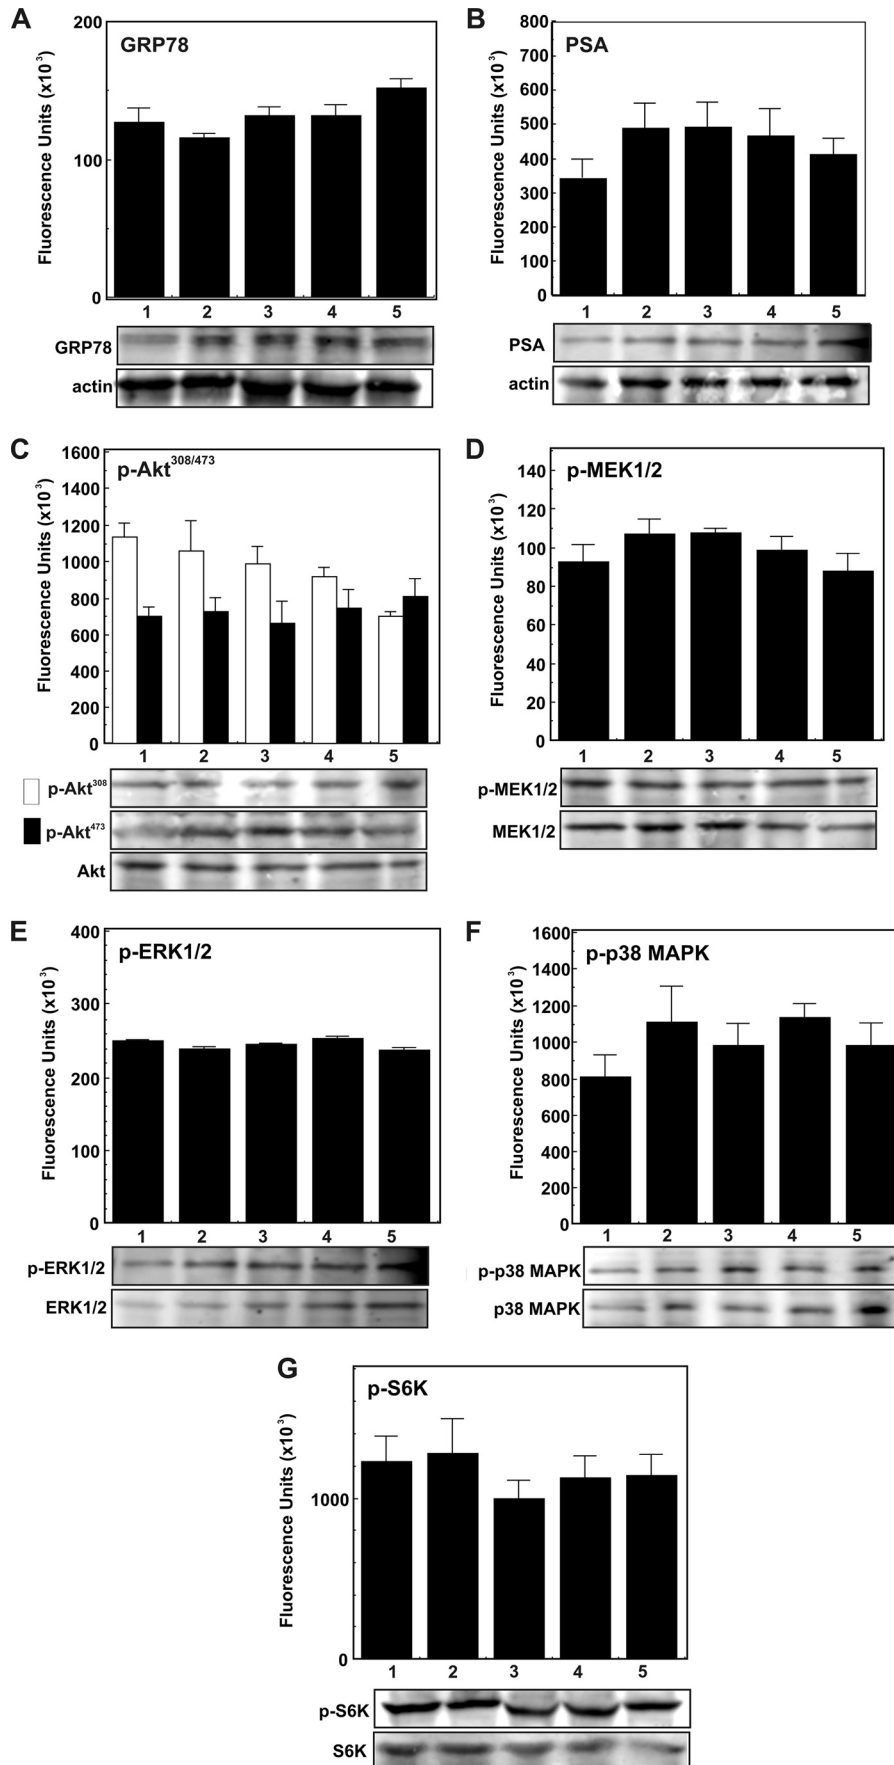 A
GRP78
Fluorescence Units (x10³)
200
100
0
1 2 3 4 5
GRP78
actin
B
PSA
Fluorescence Units (x10³)
800
700
600
500
400
300
200
100
0
1 2 3 4 5
PSA
actin
C
p-Akt308/473
Fluorescence Units (x10³)
1600
1400
1200
1000
800
600
400
200
0
1 2 3 4 5
p-Akt308
p-Akt473
Akt
D
p-MEK1/2
Fluorescence Units (x10³)
140
120
100
80
60
40
20
0
1 2 3 4 5
p-MEK1/2
MEK1/2
E
p-ERK1/2
Fluorescence Units (x10³)
400
300
200
100
0
1 2 3 4 5
p-ERK1/2
ERK1/2
F
p-p38 MAPK
Fluorescence Units (x10³)
1600
1400
1200
1000
800
600
400
200
0
1 2 3 4 5
p-p38 MAPK
p38 MAPK
G
p-S6K
Fluorescence Units (x10³)
1000
0
1 2 3 4 5
p-S6K
S6K